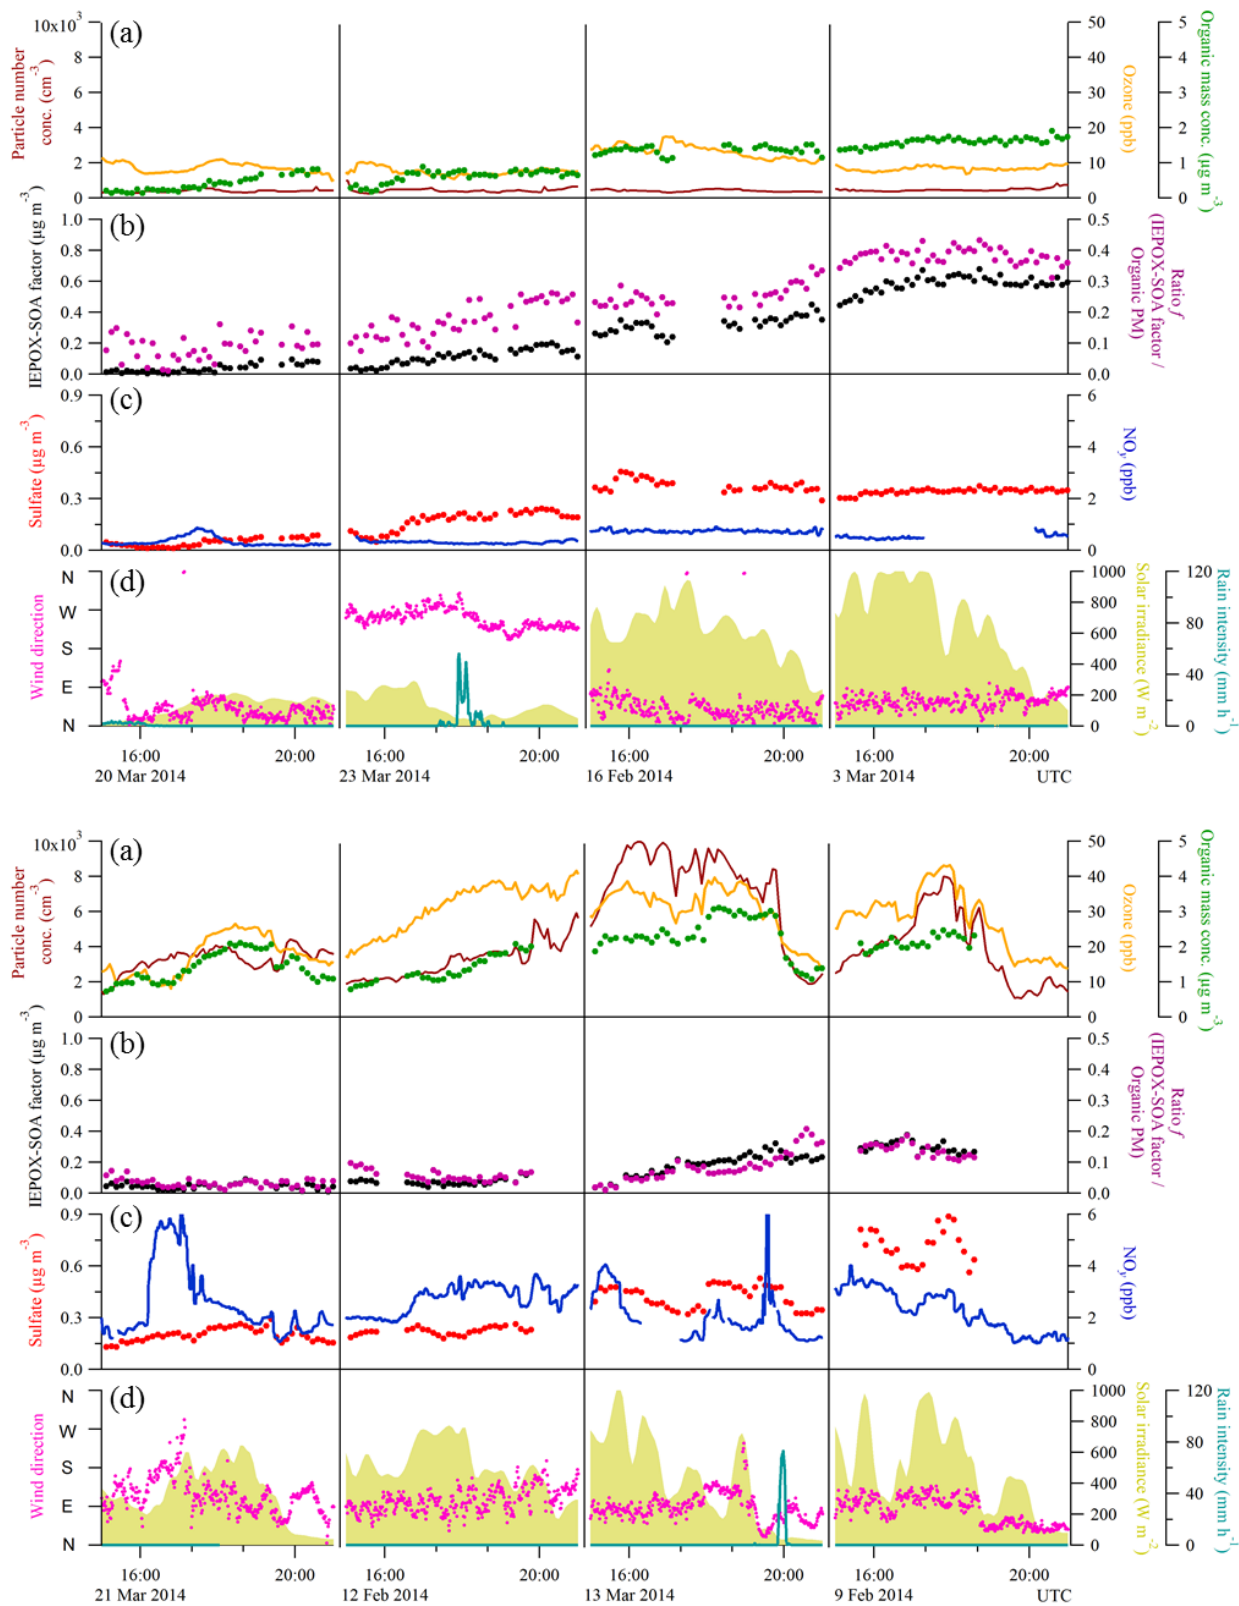 (a)
Particle number
conc. (cm⁻³)
10x10³
8
6
4
2
0
50
40
30
20
10
0
Ozone (ppb)
5
4
3
2
1
0
Organic mass conc. (µg m⁻³)
(b)
IEPOX-SOA factor (µg m⁻³)
1.0
0.8
0.6
0.4
0.2
0.0
0.5
0.4
0.3
0.2
0.1
0.0
Ratio f
(IEPOX-SOA factor /
Organic PM)
(c)
Sulfate (µg m⁻³)
0.9
0.6
0.3
0.0
6
4
2
0
NOy (ppb)
(d)
Wind direction
N
W
S
E
N
1000
800
600
400
200
0
Solar irradiance (W m⁻²)
120
80
40
0
Rain intensity (mm h⁻¹)
16:00 20:00 16:00 20:00 16:00 20:00 16:00 20:00
20 Mar 2014 23 Mar 2014 16 Feb 2014 3 Mar 2014 UTC
(a)
Particle number
conc. (cm⁻³)
10x10³
8
6
4
2
0
50
40
30
20
10
0
Ozone (ppb)
5
4
3
2
1
0
Organic mass conc. (µg m⁻³)
(b)
IEPOX-SOA factor (µg m⁻³)
1.0
0.8
0.6
0.4
0.2
0.0
0.5
0.4
0.3
0.2
0.1
0.0
Ratio f
(IEPOX-SOA factor /
Organic PM)
(c)
Sulfate (µg m⁻³)
0.9
0.6
0.3
0.0
6
4
2
0
NOy (ppb)
(d)
Wind direction
N
W
S
E
N
1000
800
600
400
200
0
Solar irradiance (W m⁻²)
120
80
40
0
Rain intensity (mm h⁻¹)
16:00 20:00 16:00 20:00 16:00 20:00 16:00 20:00
21 Mar 2014 12 Feb 2014 13 Mar 2014 9 Feb 2014 UTC